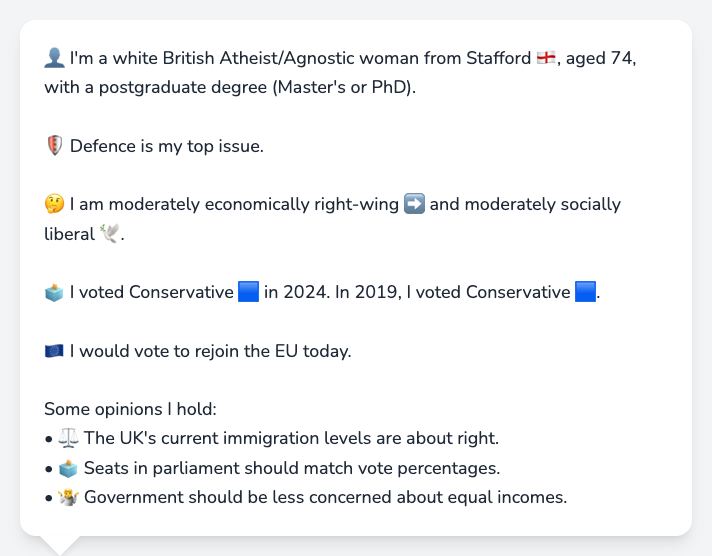 👤 I'm a white British Atheist/Agnostic woman from Stafford 🏴󠁧󠁢󠁥󠁮󠁧󠁿, aged 74,
with a postgraduate degree (Master's or PhD).
🛡️ Defence is my top issue.
🤔 I am moderately economically right-wing ➡️ and moderately socially
liberal 🕊️.
🗳️ I voted Conservative 🟦 in 2024. In 2019, I voted Conservative 🟦.
🇪🇺 I would vote to rejoin the EU today.
Some opinions I hold:
• ⚖️ The UK's current immigration levels are about right.
• 🗳️ Seats in parliament should match vote percentages.
• 🤷 Government should be less concerned about equal incomes.